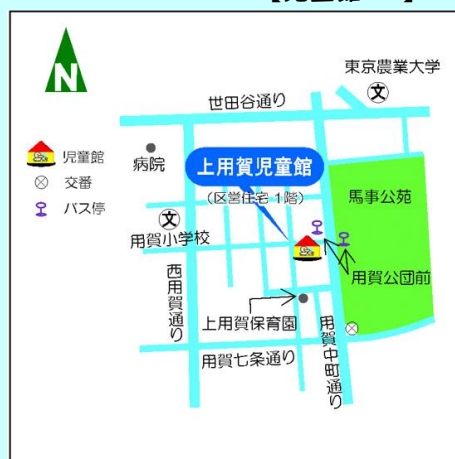 東京農業大学
文
世田谷通り
N
児童館
交番
バス停
病院
上用賀児童館
(区営住宅 1階)
馬事公苑
文
用賀小学校
用賀公団前
西用賀通り
上用賀保育園
用賀中町通り
用賀七条通り